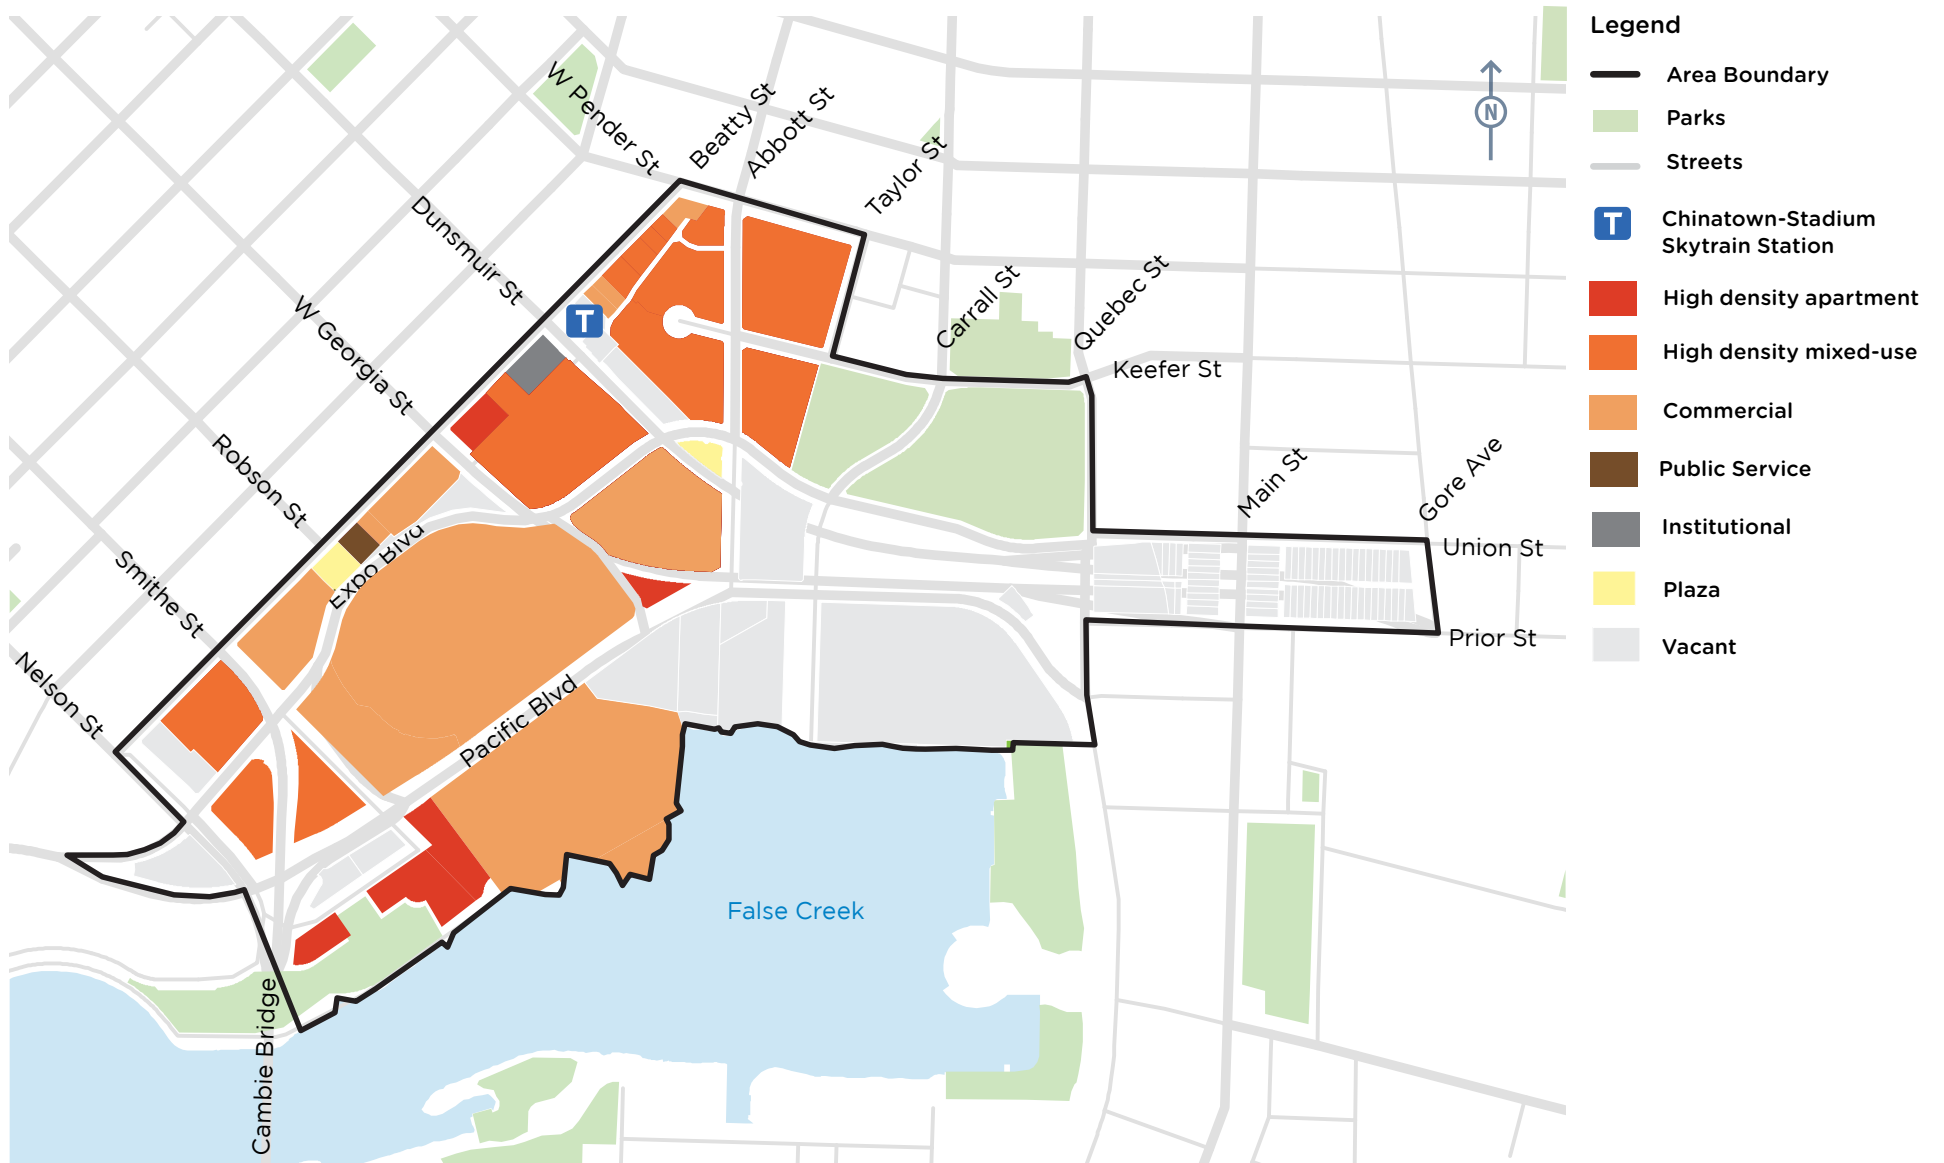 W Pender St
Beatty St
Abbott St
Taylor St
Dunsmuir St
W Georgia St
Robson St
Smithe St
Nelson St
Expo Blvd
Pacific Blvd
Carrall St
Quebec St
Keefer St
Main St
Gore Ave
Union St
Prior St
False Creek
Cambie Bridge
T
N
Legend
Area Boundary
Parks
Streets
T
Chinatown-Stadium
Skytrain Station
High density apartment
High density mixed-use
Commercial
Public Service
Institutional
Plaza
Vacant